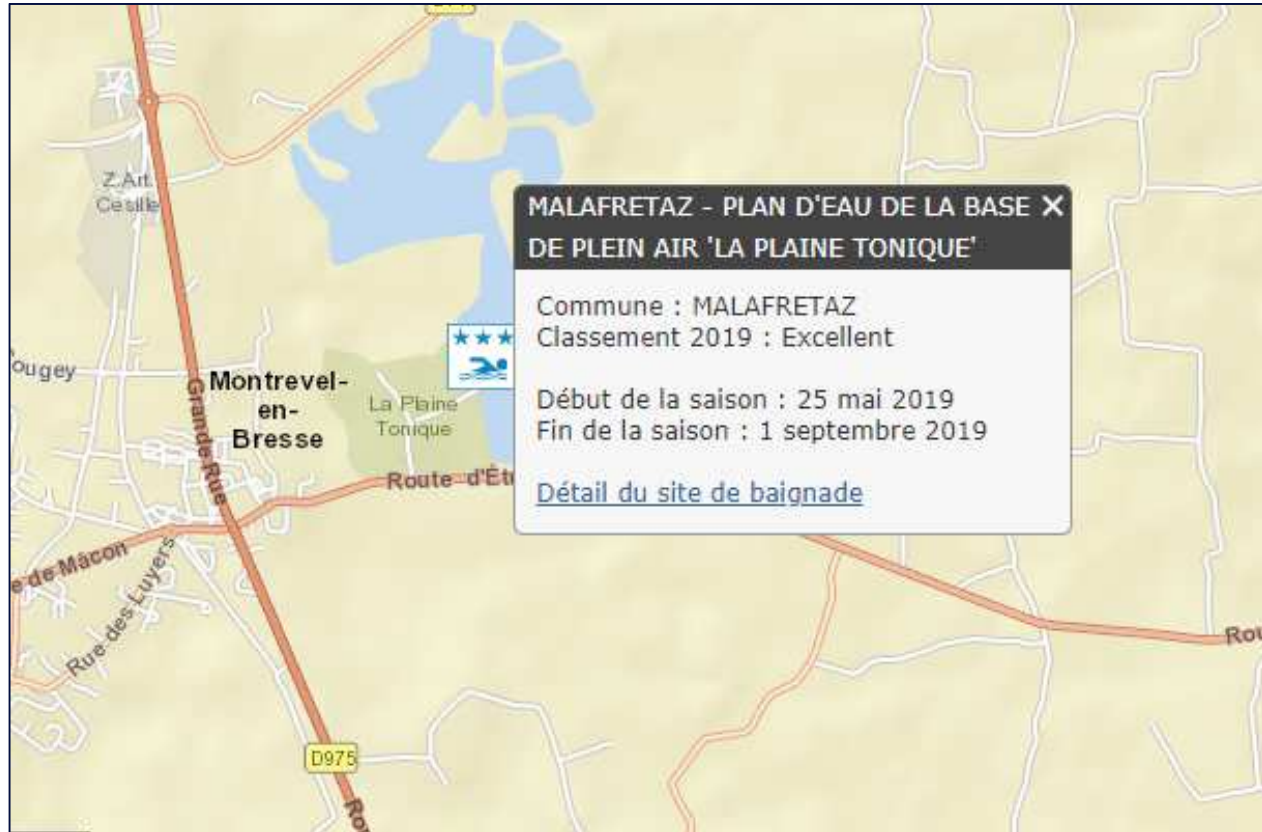 Z.Art.
Cesille
MALAFRETAZ - PLAN D'EAU DE LA BASE
DE PLEIN AIR 'LA PLAINE TONIQUE'
Commune : MALAFRETAZ
Classement 2019 : Excellent
Début de la saison : 25 mai 2019
Fin de la saison : 1 septembre 2019
Détail du site de baignade
Montrevel-
en-
Bresse
La Plaine
Tonique
Grande Rue
Route
de Mâcon
Rue des Luyers
D975